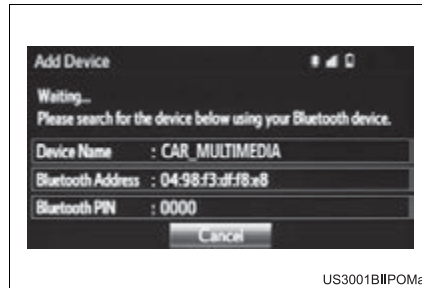 Add Device
Waiting...
Please search for the device below using your Bluetooth device.
Device Name : CAR_MULTIMEDIA
Bluetooth Address : 04:98:f3:df:f8:e8
Bluetooth PIN : 0000
Cancel
US3001BⅡPOMa